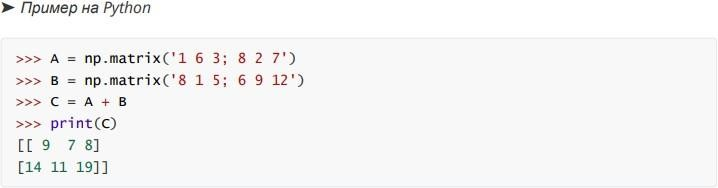 ➤ Пример на Python
>>> A = np.matrix('1 6 3; 8 2 7')
>>> B = np.matrix('8 1 5; 6 9 12')
>>> C = A + B
>>> print(C)
[[ 9  7 8]
[14 11 19]]